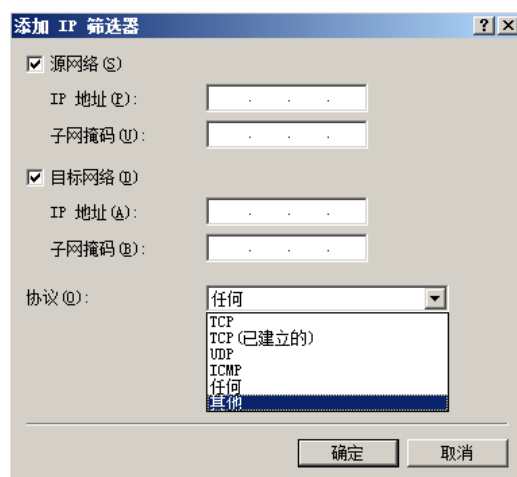 添加 IP 筛选器
源网络(S)
IP 地址(P):
子网掩码(U):
目标网络(D)
IP 地址(A):
子网掩码(B):
协议(O):
任何
TCP
TCP(已建立的)
UDP
ICMP
任何
其他
确定
取消